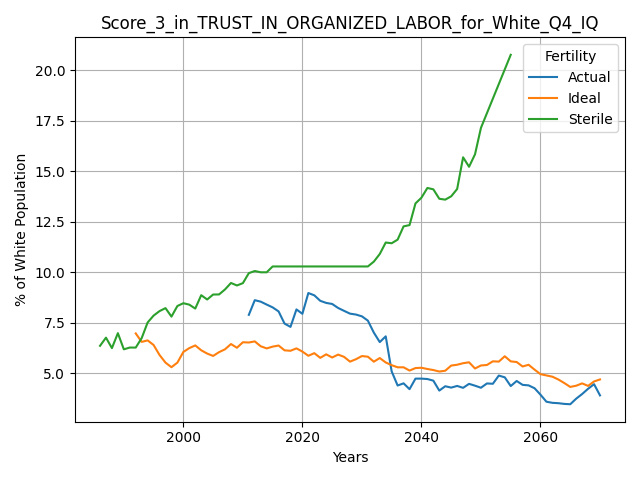 Score_3_in_TRUST_IN_ORGANIZED_LABOR_for_White_Q4_IQ
Fertility
Actual
Ideal
Sterile
% of White Population
20.0
17.5
15.0
12.5
10.0
7.5
5.0
2000
2020
2040
2060
Years